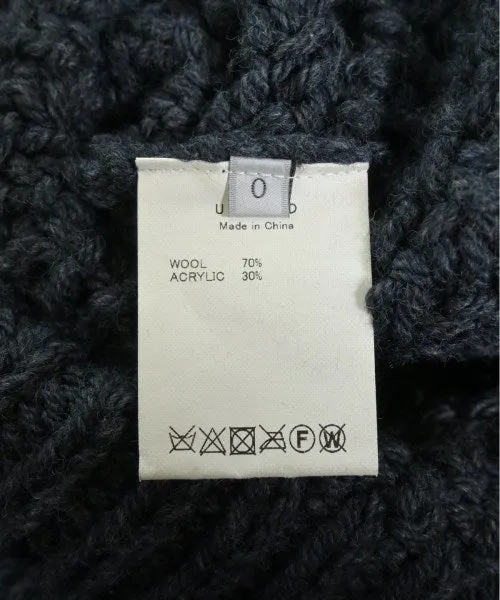 0
Made in China
WOOL 70%
ACRYLIC 30%
F W